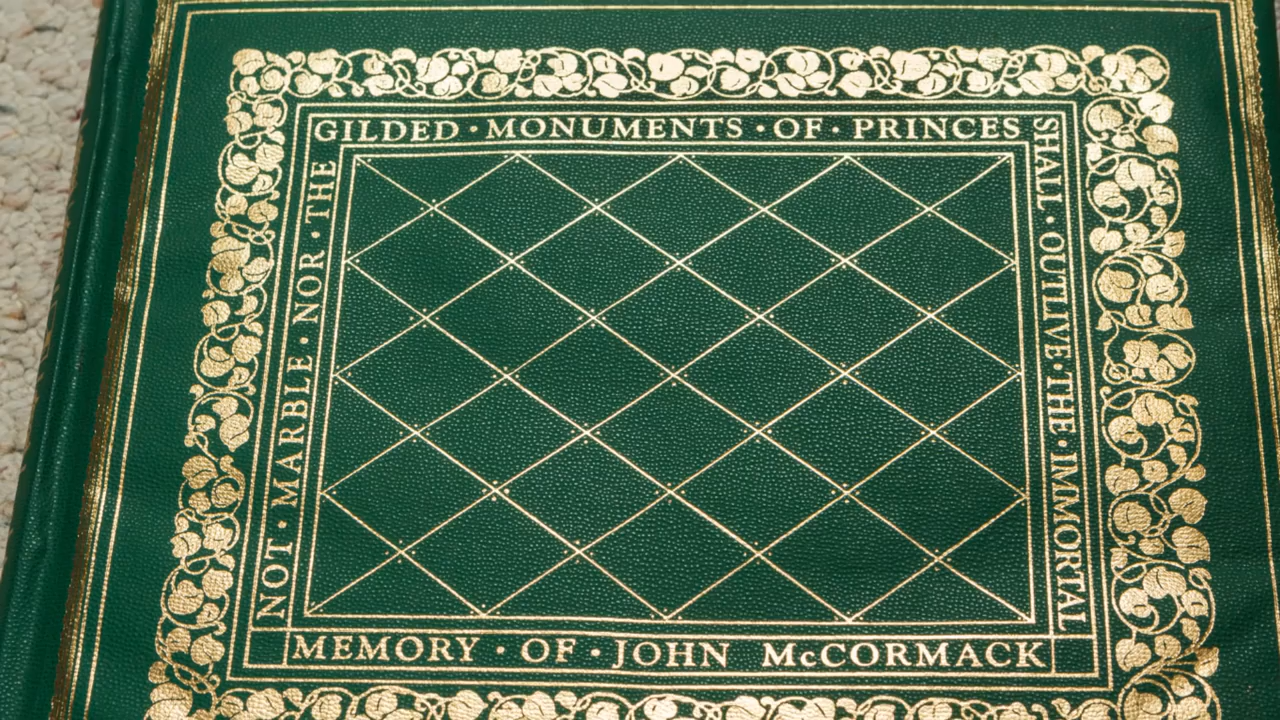 NOT · MARBLE · NOR · THE
GILDED · MONUMENTS · OF · PRINCES
SHALL · OUTLIVE · THE · IMMORTAL
MEMORY · OF · JOHN McCORMACK